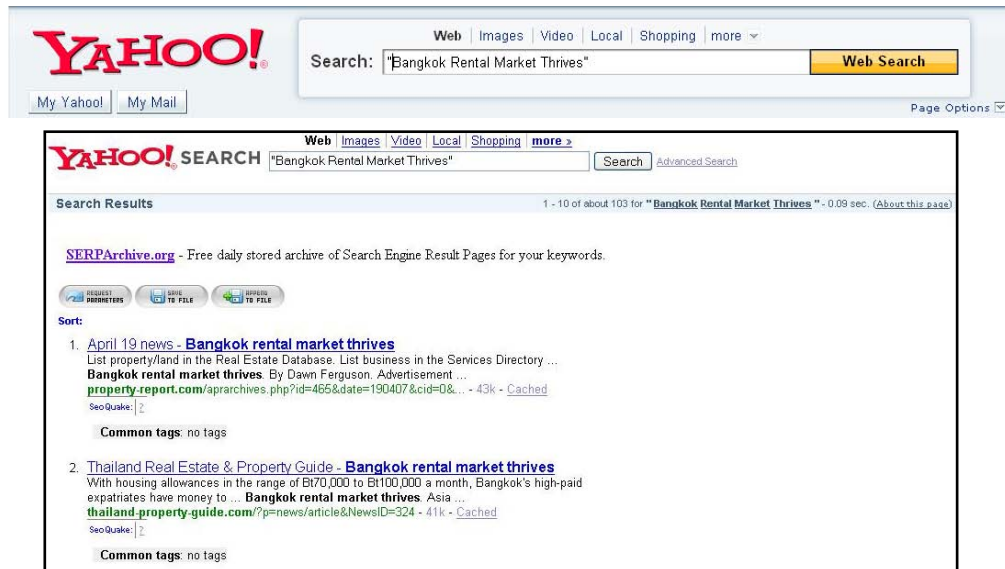 YAHOO!
Web | Images | Video | Local | Shopping | more
Search: "Bangkok Rental Market Thrives" Web Search
My Yahoo! My Mail
Page Options
Web | Images | Video | Local | Shopping | more »
YAHOO! SEARCH "Bangkok Rental Market Thrives" Search Advanced Search
Search Results 1 - 10 of about 103 for "Bangkok Rental Market Thrives " - 0.09 sec. (About this page)
SERPArchive.org - Free daily stored archive of Search Engine Result Pages for your keywords.
REQUEST PARAMETERS SAVE TO FILE APPEND TO FILE
Sort:
1. April 19 news - Bangkok rental market thrives
List property/land in the Real Estate Database. List business in the Services Directory ...
Bangkok rental market thrives. By Dawn Ferguson. Advertisement ...
property-report.com/aprarchives.php?id=465&date=190407&cid=0&... - 43k - Cached
SeoQuake: ?
Common tags: no tags
2. Thailand Real Estate & Property Guide - Bangkok rental market thrives
With housing allowances in the range of Bt70,000 to Bt100,000 a month, Bangkok's high-paid
expatriates have money to ... Bangkok rental market thrives. Asia ...
thailand-property-guide.com/?p=news/article&NewsID=324 - 41k - Cached
SeoQuake: ?
Common tags: no tags